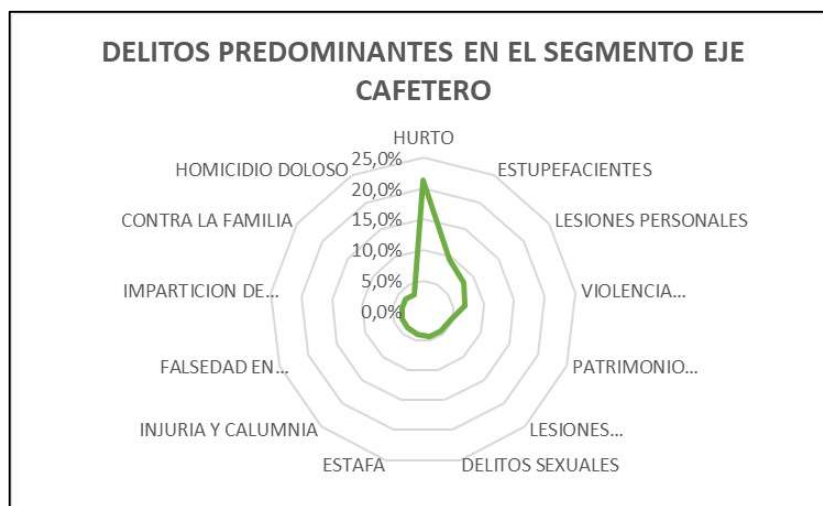 DELITOS PREDOMINANTES EN EL SEGMENTO EJE
CAFETERO
HURTO
ESTUPEFACIENTES
LESIONES PERSONALES
VIOLENCIA...
PATRIMONIO...
LESIONES...
DELITOS SEXUALES
ESTAFA
INJURIA Y CALUMNIA
FALSEDAD EN...
IMPARTICION DE...
CONTRA LA FAMILIA
HOMICIDIO DOLOSO
25,0%
20,0%
15,0%
10,0%
5,0%
0,0%